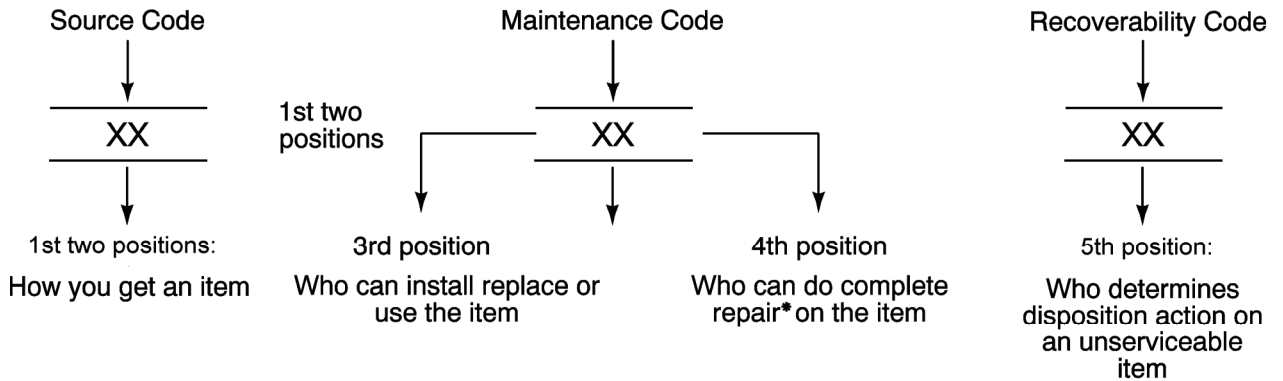 Source Code
Maintenance Code
Recoverability Code
XX
1st two
positions
XX
XX
1st two positions:
3rd position
4th position
5th position:
How you get an item
Who can install replace or
use the item
Who can do complete
repair* on the item
Who determines
disposition action on
an unserviceable
item